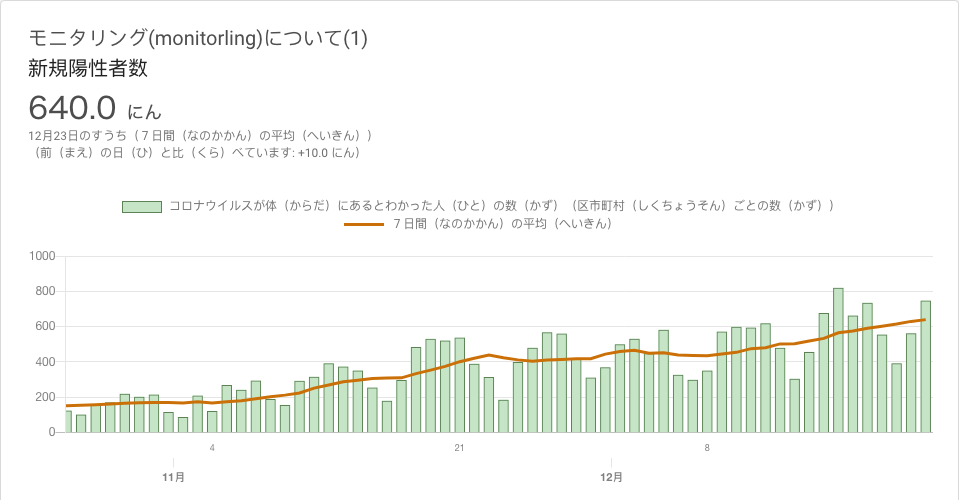 モニタリング(monitorling)について(1)
新規陽性者数
640.0 にん
12月23日のすうち（７日間（なのかかん）の平均（へいきん））
（前（まえ）の日（ひ）と比（くら）べています: +10.0 にん）
コロナウイルスが体（からだ）にあるとわかった人（ひと）の数（かず）（区市町村（しくちょうそん）ごとの数（かず））
７日間（なのかかん）の平均（へいきん）
1000
800
600
400
200
0
4 21 8
11月 12月